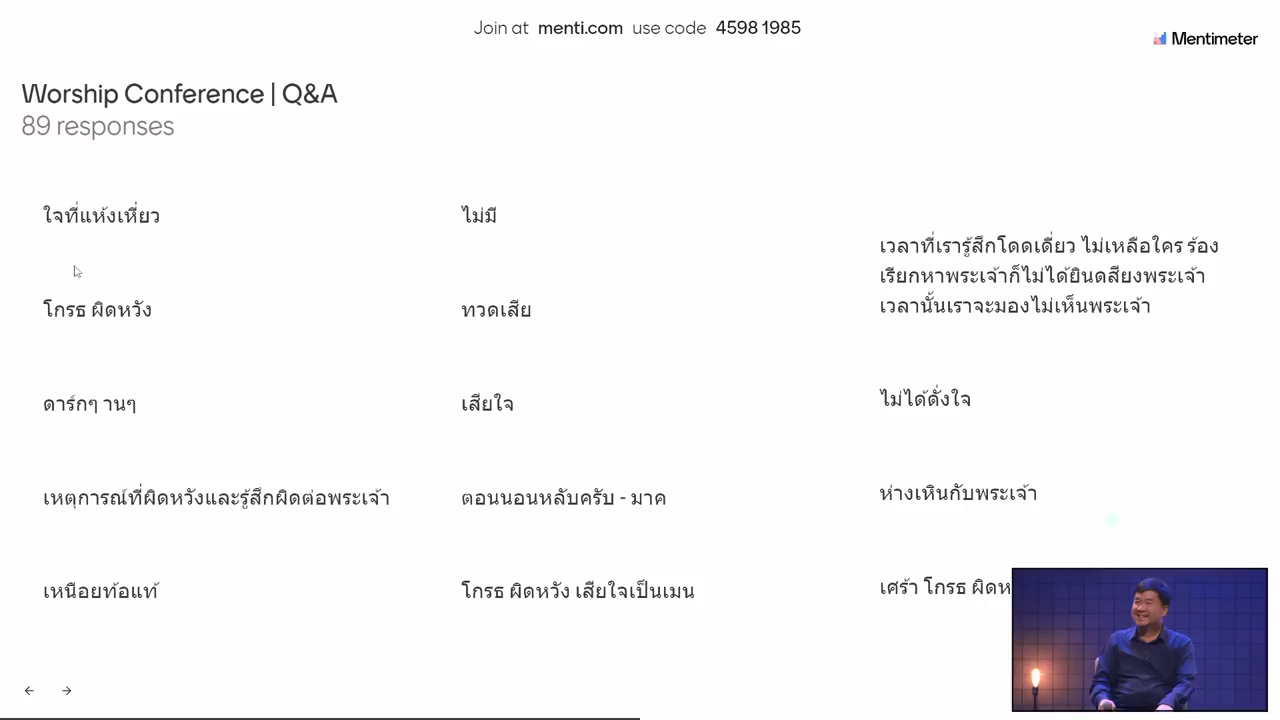 Join at menti.com use code 4598 1985
Mentimeter
Worship Conference | Q&A
89 responses
ใจที่แห้งเหี่ยว
โกรธ ผิดหวัง
ดาร์กๆ านๆ
เหตุการณ์ที่ผิดหวังและรู้สึกผิดต่อพระเจ้า
เหนือยท้อแท้
ไม่มี
ทวดเสีย
เสียใจ
ตอนนอนหลับครับ - มาค
โกรธ ผิดหวัง เสียใจเป็นเมน
เวลาที่เรารู้สึกโดดเดี่ยว ไม่เหลือใคร ร้อง
เรียกหาพระเจ้าก็ไม่ได้ยินดสียงพระเจ้า
เวลานั้นเราจะมองไม่เห็นพระเจ้า
ไม่ได้ดั่งใจ
ห่างเหินกับพระเจ้า
เศร้า โกรธ